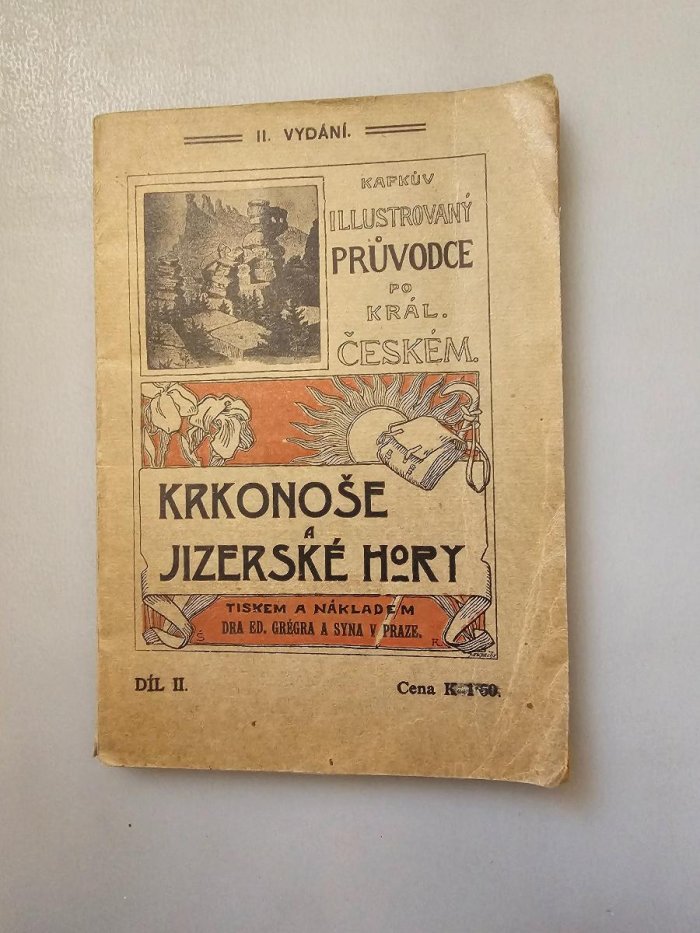 II. VYDÁNÍ.
KAFKŮV
ILLUSTROVANÝ
PRŮVODCE
PO
KRÁL.
ČESKÉM.
KRKONOŠE
A
JIZERSKÉ HORY
TISKEM A NÁKLADEM
DRA ED. GRÉGRA A SYNA V PRAZE.
Š R.
DÍL II.
Cena K 1·60.